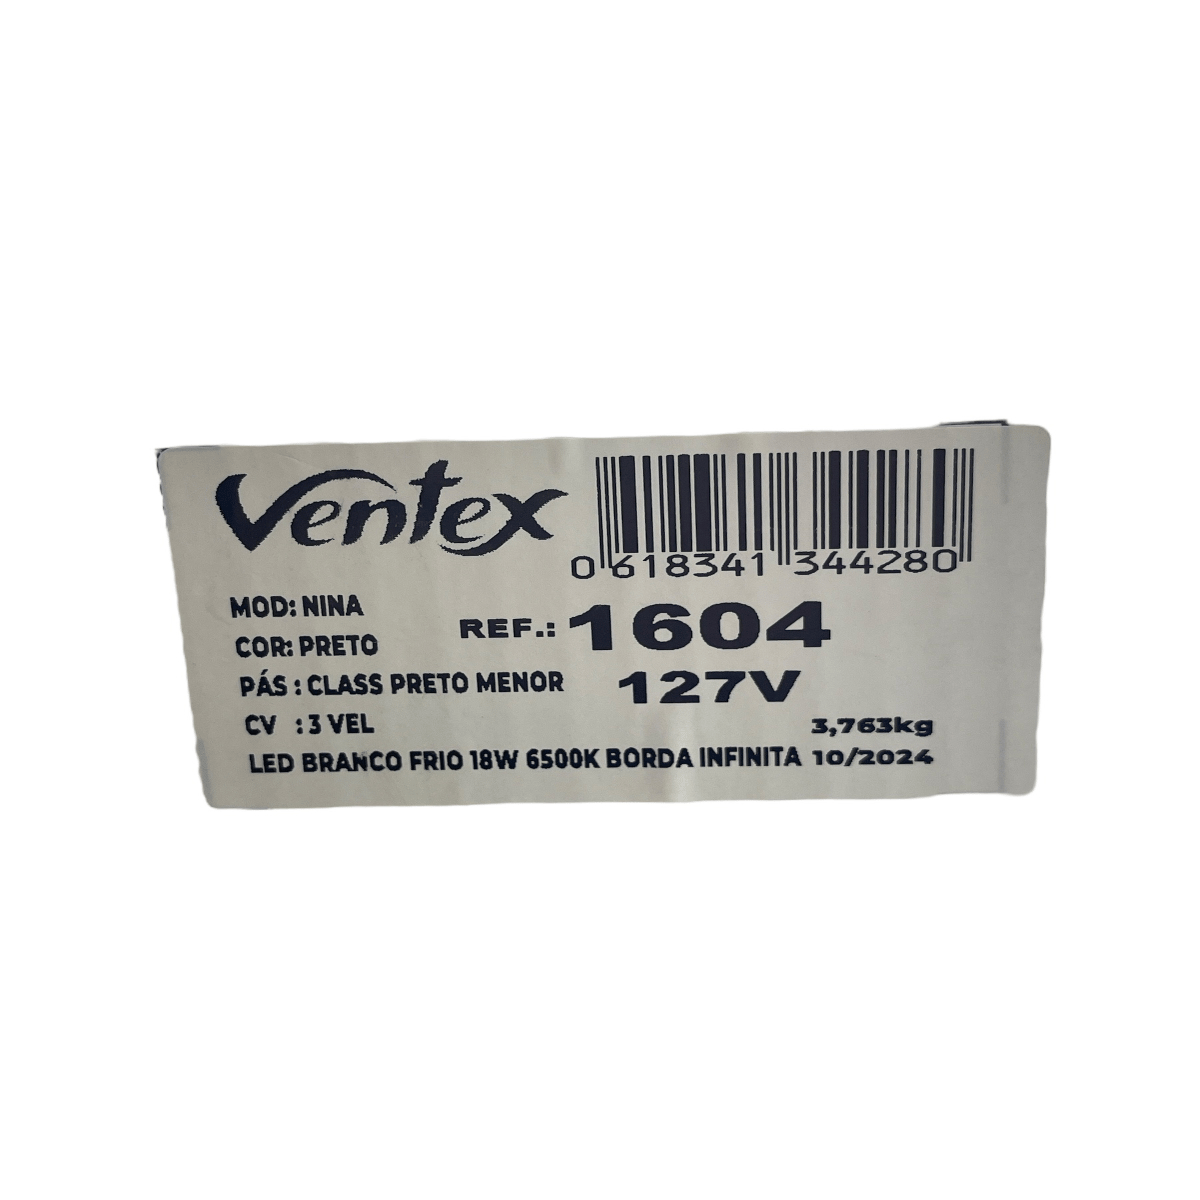 Ventex
0 618341 344280
MOD: NINA
COR: PRETO
REF.: 1604
PÁS : CLASS PRETO MENOR
127V
CV : 3 VEL
3,763kg
LED BRANCO FRIO 18W 6500K BORDA INFINITA 10/2024